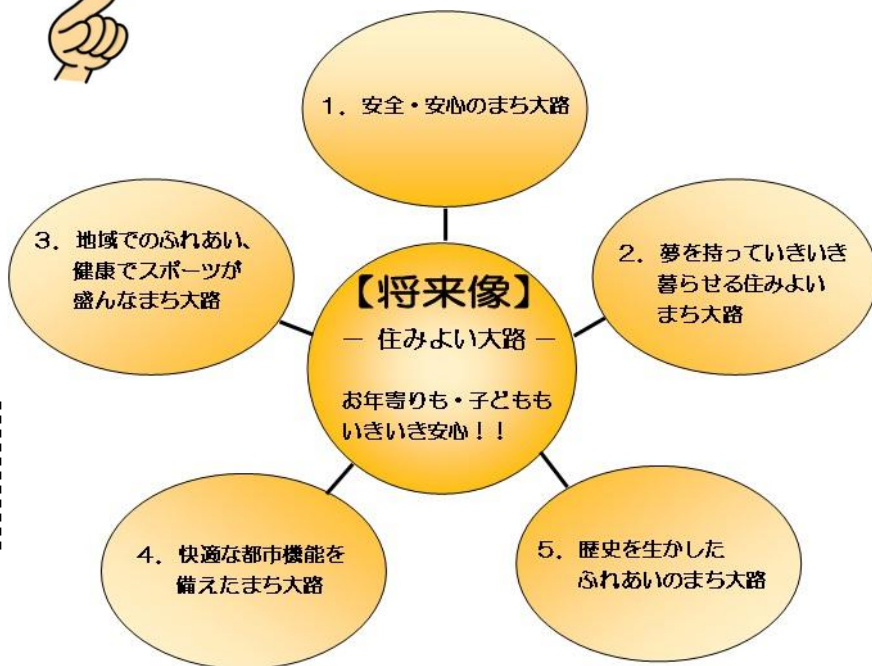 1．安全・安心のまち大路
2．夢を持っていきいき
暮らせる住みよい
まち大路
3．地域でのふれあい、
健康でスポーツが
盛んなまち大路
【将来像】
－ 住みよい大路 －
お年寄りも・子どもも
いきいき安心！！
4．快適な都市機能を
備えたまち大路
5．歴史を生かした
ふれあいのまち大路